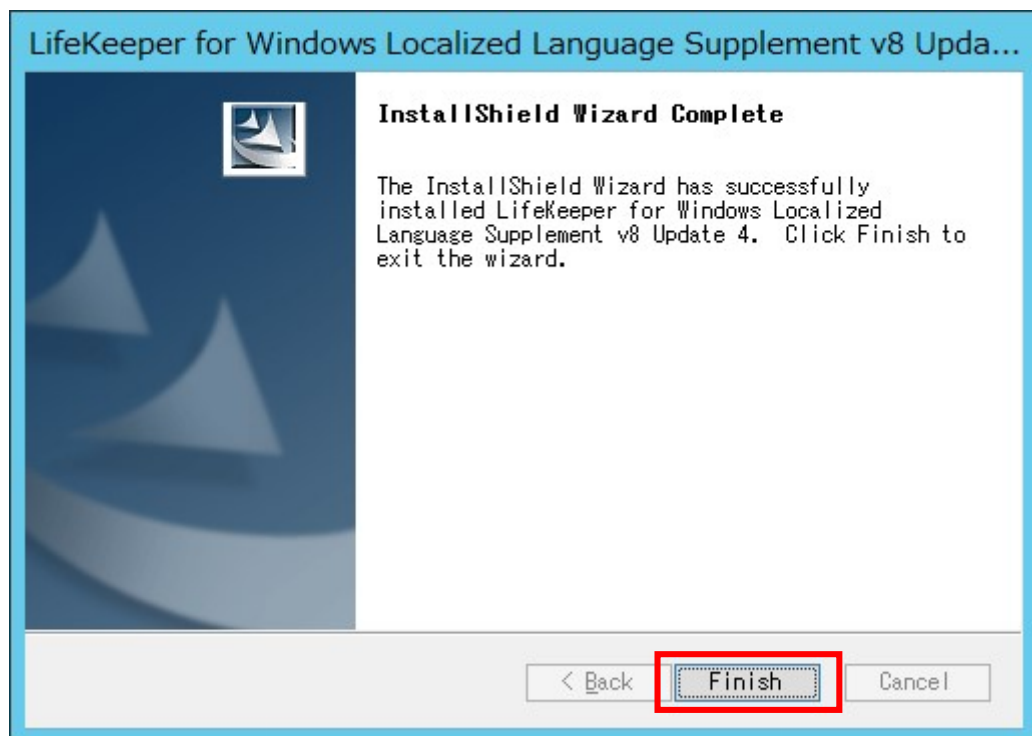 LifeKeeper for Windows Localized Language Supplement v8 Upda...
InstallShield Wizard Complete
The InstallShield Wizard has successfully
installed LifeKeeper for Windows Localized
Language Supplement v8 Update 4.  Click Finish to
exit the wizard.
< Back
Finish
Cancel